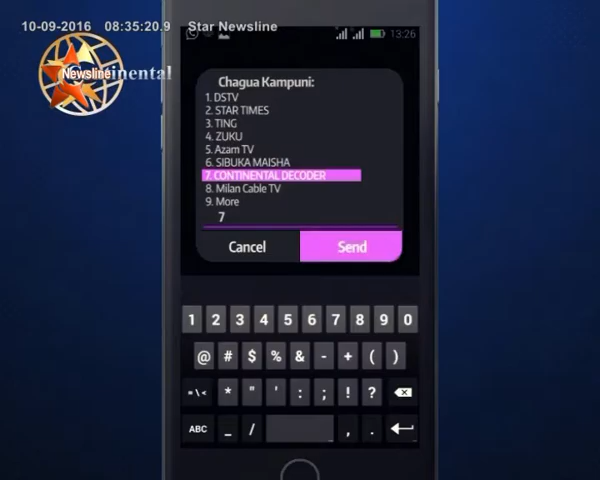 10-09-2016 08:35:20.9 Star Newsline
13:26
Newsline
Chagua Kampuni:
1. DSTV
2. STAR TIMES
3. TING
4. ZUKU
5. Azam TV
6. SIBUKA MAISHA
7. CONTINENTAL DECODER
8. Milan Cable TV
9. More
7
Cancel Send
1 2 3 4 5 6 7 8 9 0
@ # $ % & - + ( )
= \ < * " ' : ; ! ?
ABC _ / , .